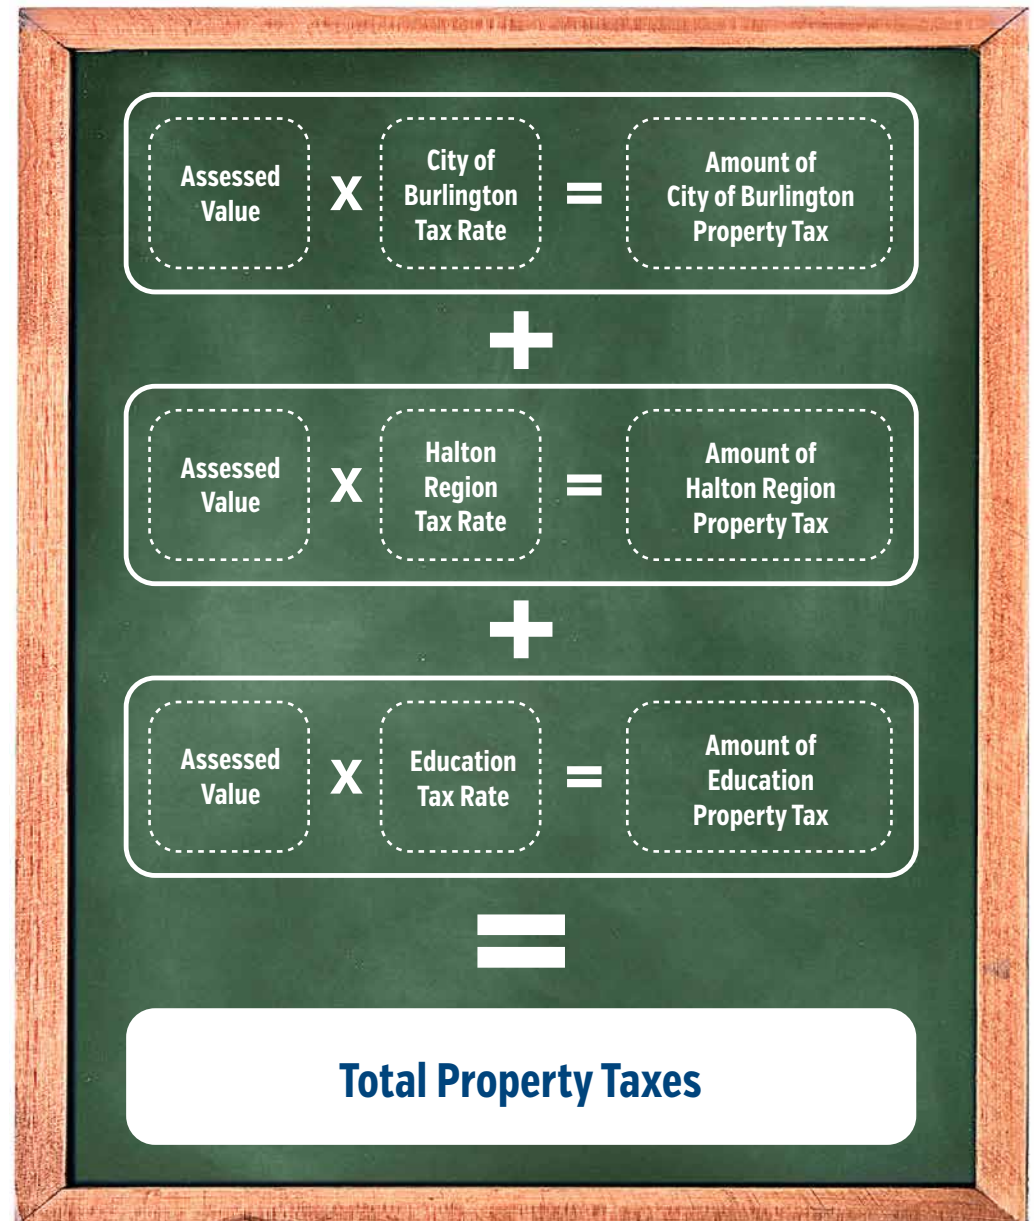 Assessed
Value
X
City of
Burlington
Tax Rate
=
Amount of
City of Burlington
Property Tax
+
Assessed
Value
X
Halton
Region
Tax Rate
=
Amount of
Halton Region
Property Tax
+
Assessed
Value
X
Education
Tax Rate
=
Amount of
Education
Property Tax
=
Total Property Taxes